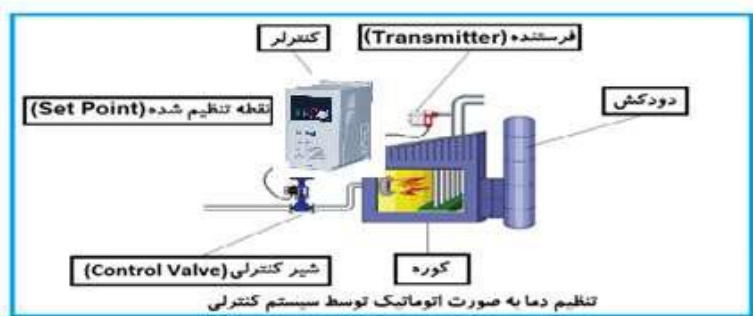 کنترلر
فرستنده (Transmitter)
نقطه تنظیم شده (Set Point)
دودکش
شیر کنترلی (Control Valve)
کوره
تنظیم دما به صورت اتوماتیک توسط سیستم کنترلی